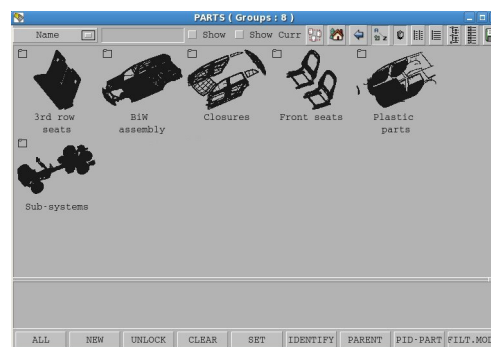 PARTS ( Groups : 8 )
Name Show Show Curr
3rd row seats
BiW assembly
Closures
Front seats
Plastic parts
Sub-systems
ALL NEW UNLOCK CLEAR SET IDENTIFY PARENT PID-PART FILT.MOD